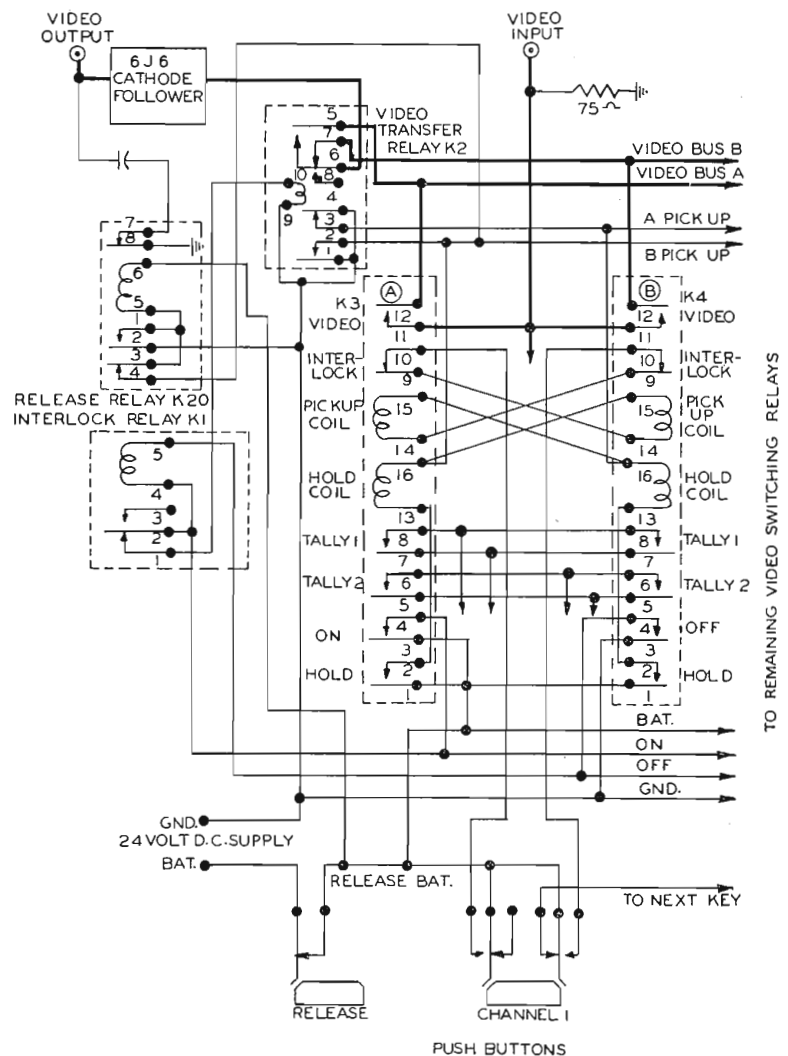 VIDEO
OUTPUT
VIDEO
INPUT
6J6
CATHODE
FOLLOWER
75 Ω
VIDEO
TRANSFER
RELAY K2
5
7
6
10
8
4
9
3
2
1
VIDEO BUS B
VIDEO BUS A
A PICK UP
B PICK UP
7
8
6
5
1
2
3
4
RELEASE RELAY K20
INTERLOCK RELAY K1
5
4
3
2
1
K3
VIDEO
INTER-
LOCK
PICKUP
COIL
HOLD
COIL
TALLY 1
TALLY 2
ON
HOLD
A
12
11
10
9
15
14
16
13
8
7
6
5
4
3
2
1
B
12
11
10
9
15
14
16
13
8
7
6
5
4
3
2
1
K4
VIDEO
INTER-
LOCK
PICK
UP
COIL
HOLD
COIL
TALLY 1
TALLY 2
OFF
HOLD
TO REMAINING VIDEO SWITCHING RELAYS
BAT.
ON
OFF
GND.
GND.
24 VOLT D.C. SUPPLY
BAT.
RELEASE BAT.
TO NEXT KEY
RELEASE
CHANNEL 1
PUSH BUTTONS